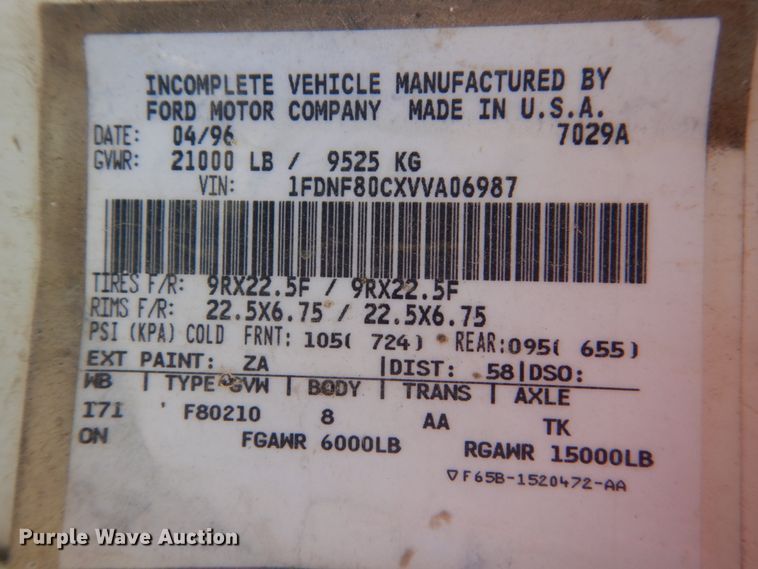 INCOMPLETE VEHICLE MANUFACTURED BY
FORD MOTOR COMPANY MADE IN U.S.A.
DATE: 04/96 7029A
GVWR: 21000 LB / 9525 KG
VIN: 1FDNF80CXVVA06987
TIRES F/R: 9RX22.5F / 9RX22.5F
RIMS F/R: 22.5X6.75 / 22.5X6.75
PSI (KPA) COLD FRNT: 105( 724) REAR:095( 655)
EXT PAINT: ZA |DIST: 58|DSO:
WB | TYPE GVW | BODY | TRANS | AXLE
171 F80210 8 AA TK
ON FGAWR 6000LB RGAWR 15000LB
▽F65B-1520472-AA
Purple Wave Auction